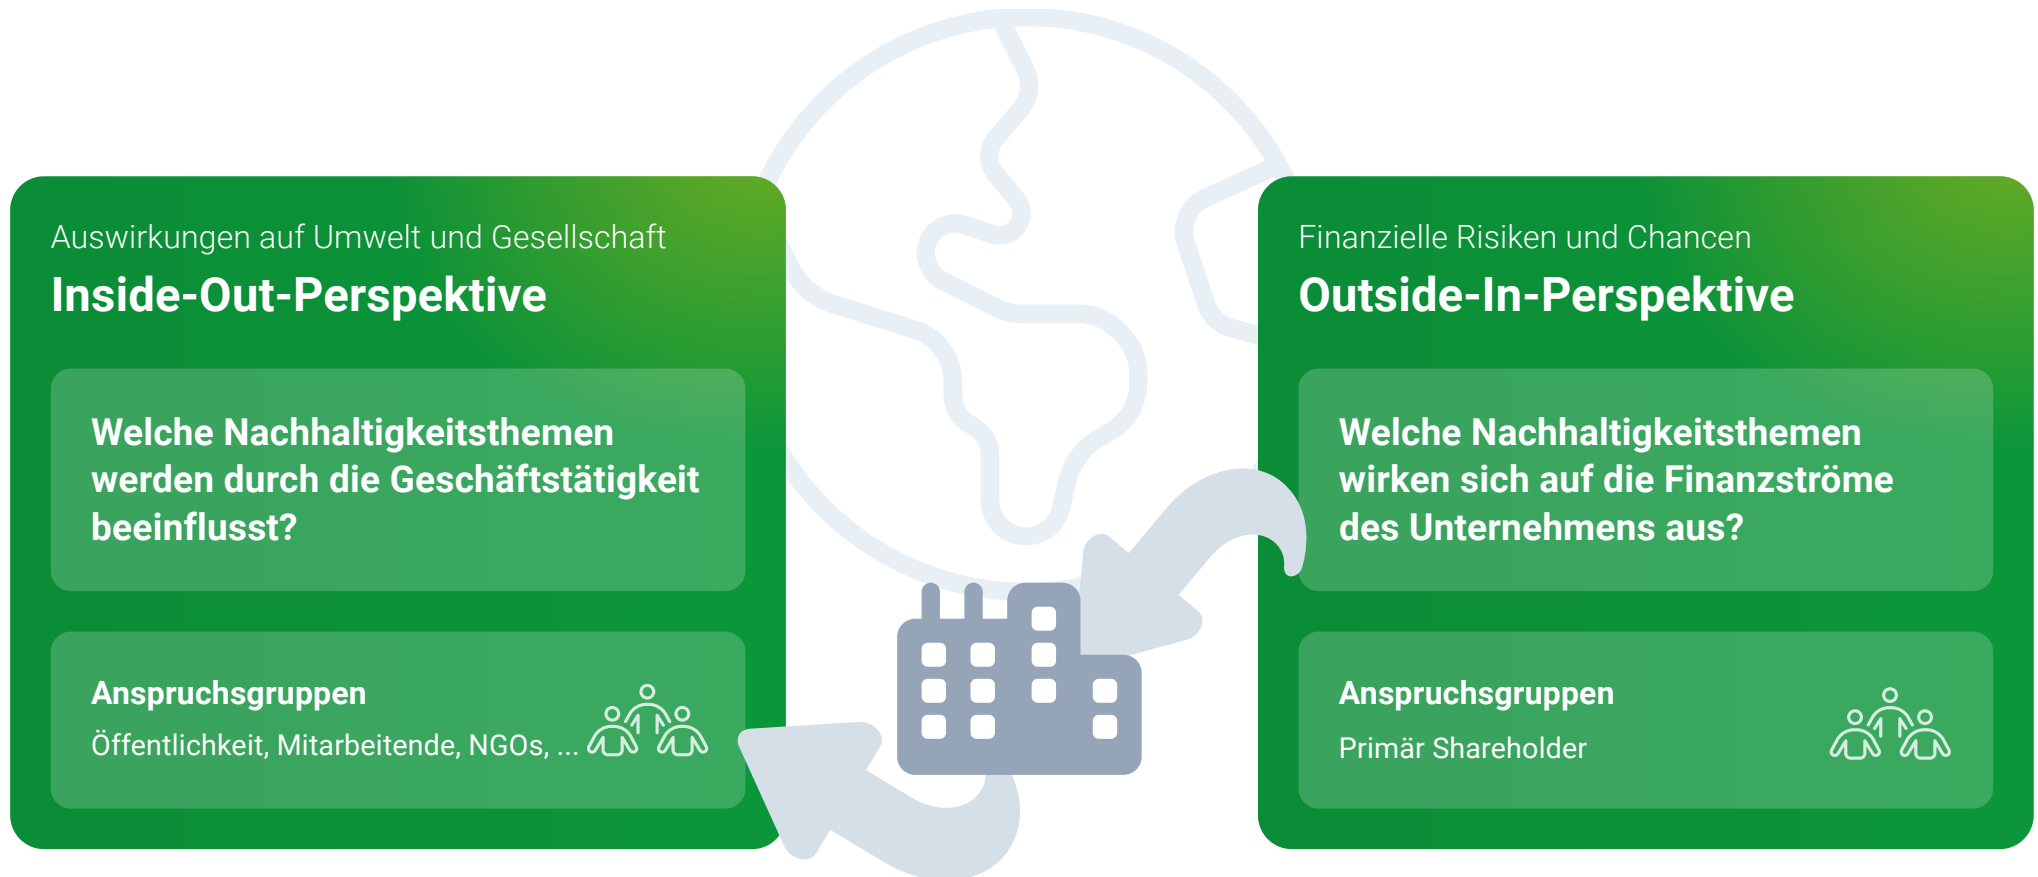 Auswirkungen auf Umwelt und Gesellschaft
Inside-Out-Perspektive
Welche Nachhaltigkeitsthemen
werden durch die Geschäftstätigkeit
beeinflusst?
Anspruchsgruppen
Öffentlichkeit, Mitarbeitende, NGOs, ...
Finanzielle Risiken und Chancen
Outside-In-Perspektive
Welche Nachhaltigkeitsthemen
wirken sich auf die Finanzströme
des Unternehmens aus?
Anspruchsgruppen
Primär Shareholder